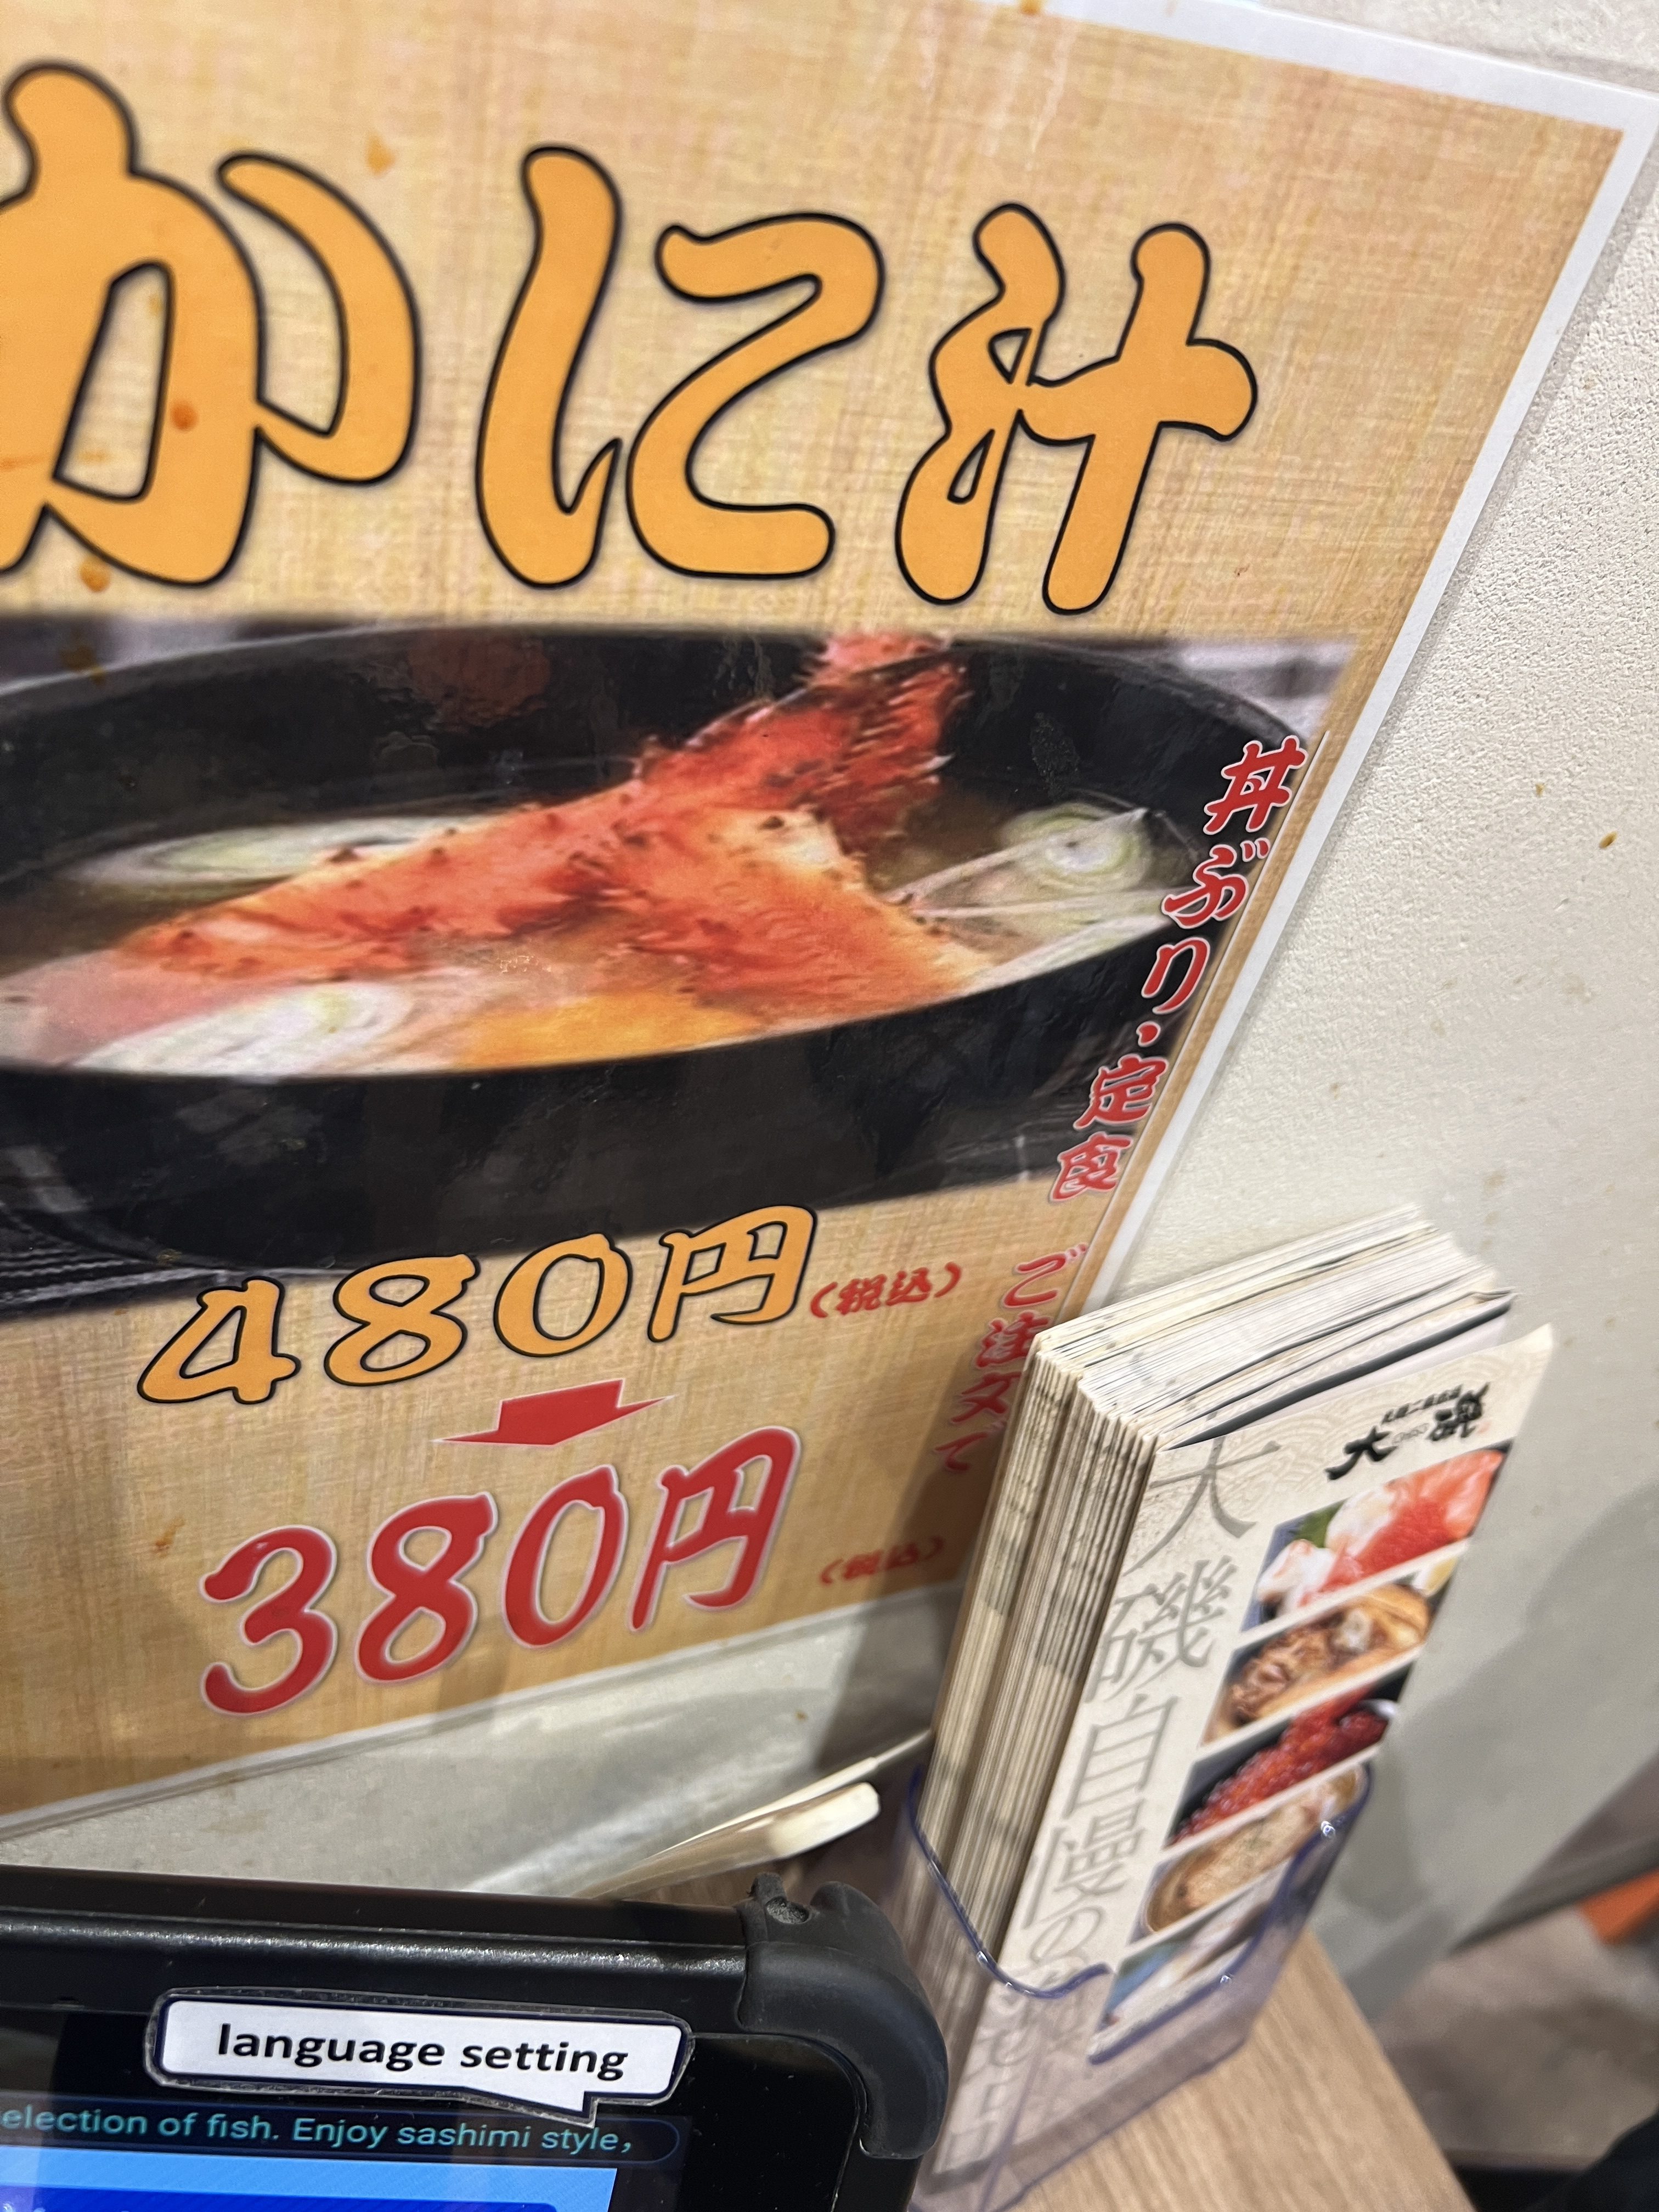 かに汁
丼ぶり・定食
ご注文で
480円(税込)
380円(税込)
大磯
大磯自慢の
language setting
election of fish. Enjoy sashimi style,